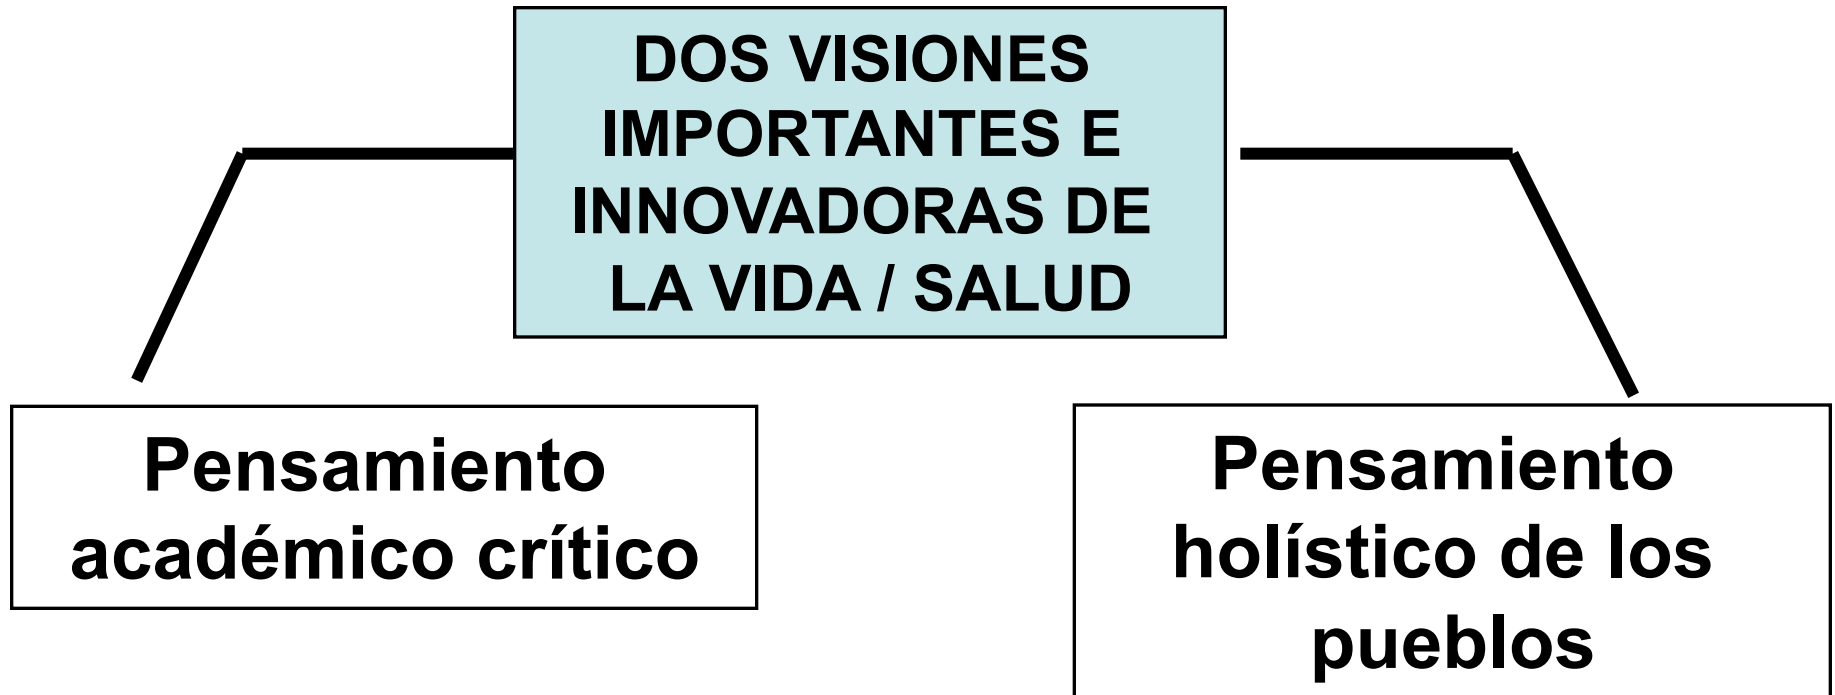 DOS VISIONES
IMPORTANTES E
INNOVADORAS DE
LA VIDA / SALUD
Pensamiento
académico crítico
Pensamiento
holístico de los
pueblos